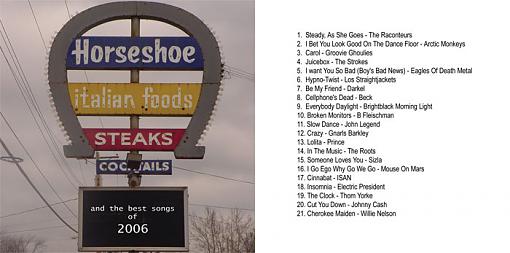 Horseshoe
italian foods
STEAKS
COCKTAILS
and the best songs
of
2006
1. Steady, As She Goes - The Raconteurs
2. I Bet You Look Good On The Dance Floor - Arctic Monkeys
3. Carol - Groovie Ghoulies
4. Juicebox - The Strokes
5. I want You So Bad (Boy's Bad News) - Eagles Of Death Metal
6. Hypno-Twist - Los Straightjackets
7. Be My Friend - Darkel
8. Cellphone's Dead - Beck
9. Everybody Daylight - Brightblack Morning Light
10. Broken Monitors - B Fleischman
11. Slow Dance - John Legend
12. Crazy - Gnarls Barkley
13. Lolita - Prince
14. In The Music - The Roots
15. Someone Loves You - Sizla
16. I Go Ego Why Go We Go - Mouse On Mars
17. Cinnabat - ISAN
18. Insomnia - Electric President
19. The Clock - Thom Yorke
20. Cut You Down - Johnny Cash
21. Cherokee Maiden - Willie Nelson